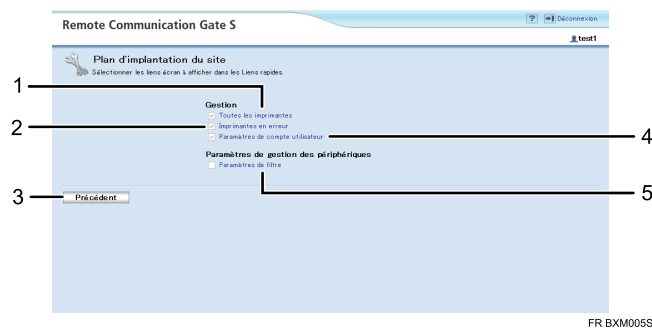 Remote Communication Gate S
? Déconnexion
test1
Plan d'implantation du site
Sélectionner les liens écran à afficher dans les Liens rapides.
1
Gestion
Toutes les imprimantes
2
Imprimantes en erreur
Paramètres de compte utilisateur
4
Paramètres de gestion des périphériques
Paramètres de filtre
3
Précédent
5
FR BXM005S